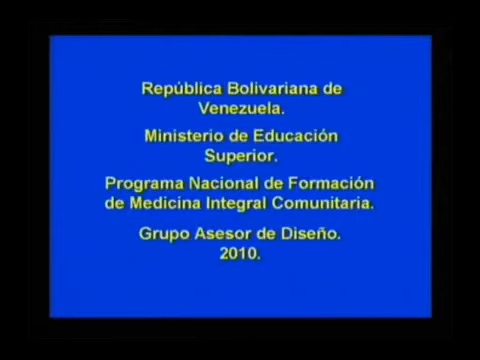 República Bolivariana de
Venezuela.
Ministerio de Educación
Superior.
Programa Nacional de Formación
de Medicina Integral Comunitaria.
Grupo Asesor de Diseño.
2010.